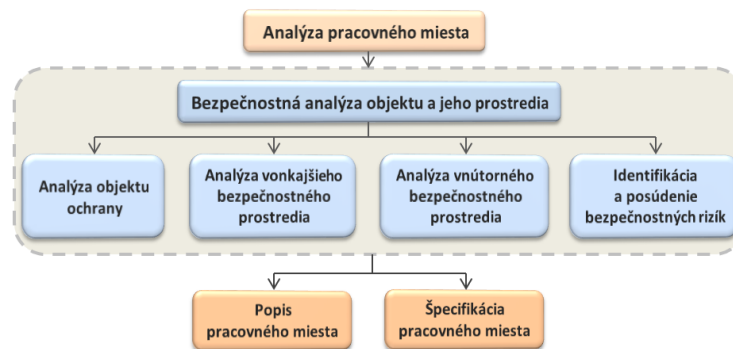 Analýza pracovného miesta
Bezpečnostná analýza objektu a jeho prostredia
Analýza objektu
ochrany
Analýza vonkajšieho
bezpečnostného
prostredia
Analýza vnútorného
bezpečnostného
prostredia
Identifikácia
a posúdenie
bezpečnostných rizík
Popis
pracovného miesta
Špecifikácia
pracovného miesta